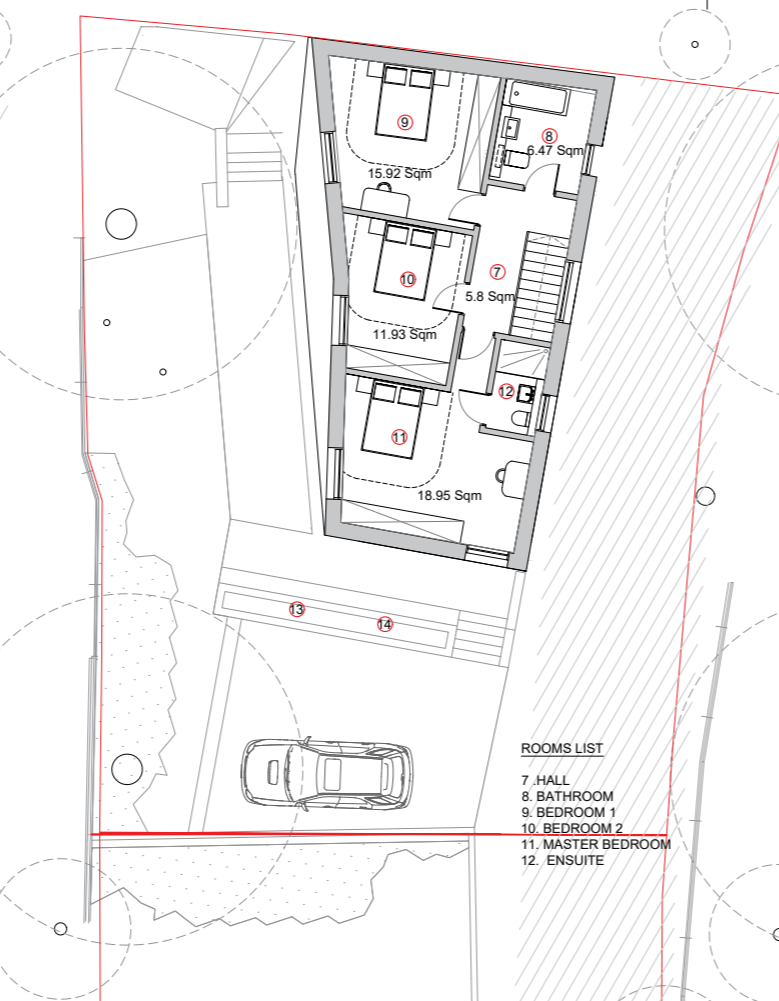 9
8
6.47 Sqm
15.92 Sqm
7
10
5.8 Sqm
11.93 Sqm
12
11
18.95 Sqm
13
14
ROOMS LIST
7 .HALL
8. BATHROOM
9. BEDROOM 1
10. BEDROOM 2
11. MASTER BEDROOM
12. ENSUITE